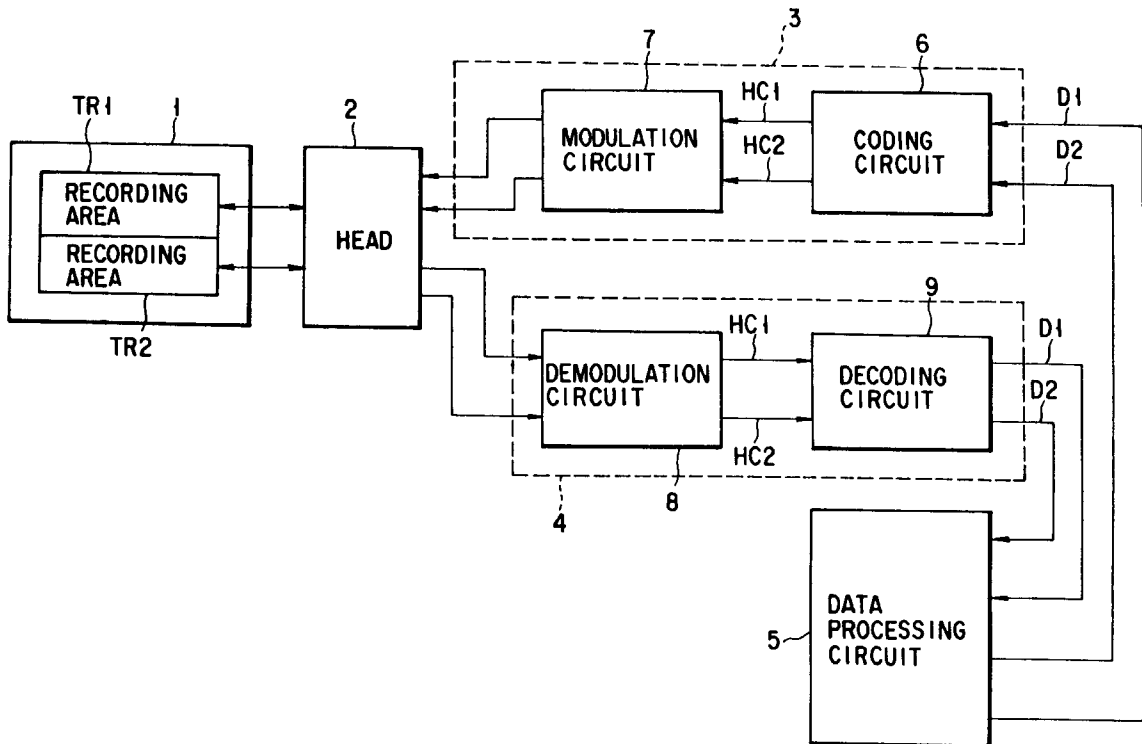 3
7
6
TR1
1
2
HC1
D1
MODULATION
CIRCUIT
CODING
CIRCUIT
HC2
D2
RECORDING
AREA
HEAD
RECORDING
AREA
TR2
9
HC1
D1
DEMODULATION
CIRCUIT
DECODING
CIRCUIT
D2
HC2
8
4
DATA
PROCESSING
CIRCUIT
5